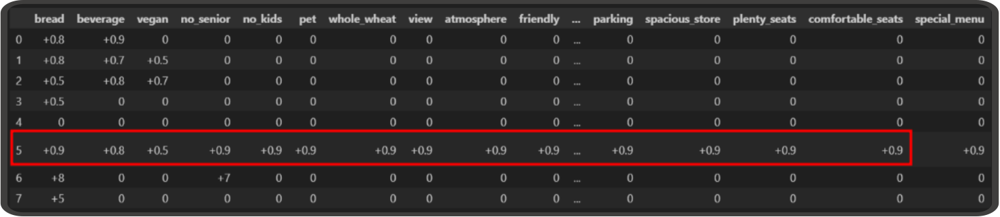 bread beverage vegan no_senior no_kids pet whole_wheat view atmosphere friendly ... parking spacious_store plenty_seats comfortable_seats special_menu
0 +0.8 +0.9 0 0 0 0 0 0 0 0 ... 0 0 0 0 0
1 +0.8 +0.7 +0.5 0 0 0 0 0 0 0 ... 0 0 0 0 0
2 +0.5 +0.8 +0.7 0 0 0 0 0 0 0 ... 0 0 0 0 0
3 +0.5 0 0 0 0 0 0 0 0 0 ... 0 0 0 0 0
4 0 0 0 0 0 0 0 0 0 0 ... 0 0 0 0 0
5 +0.9 +0.8 +0.5 +0.9 +0.9 +0.9 +0.9 +0.9 +0.9 +0.9 ... +0.9 +0.9 +0.9 +0.9 +0.9
6 +8 0 0 +7 0 0 0 0 0 0 ... 0 0 0 0 0
7 +5 0 0 0 0 0 0 0 0 0 ... 0 0 0 0 0